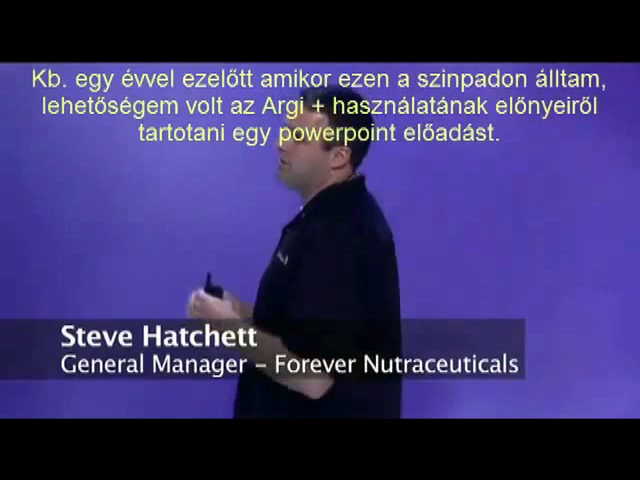 Kb. egy évvel ezelőtt amikor ezen a szinpadon álltam,
lehetőségem volt az Argi + használatának előnyeiről
tartotani egy powerpoint előadást.
Steve Hatchett
General Manager – Forever Nutraceuticals